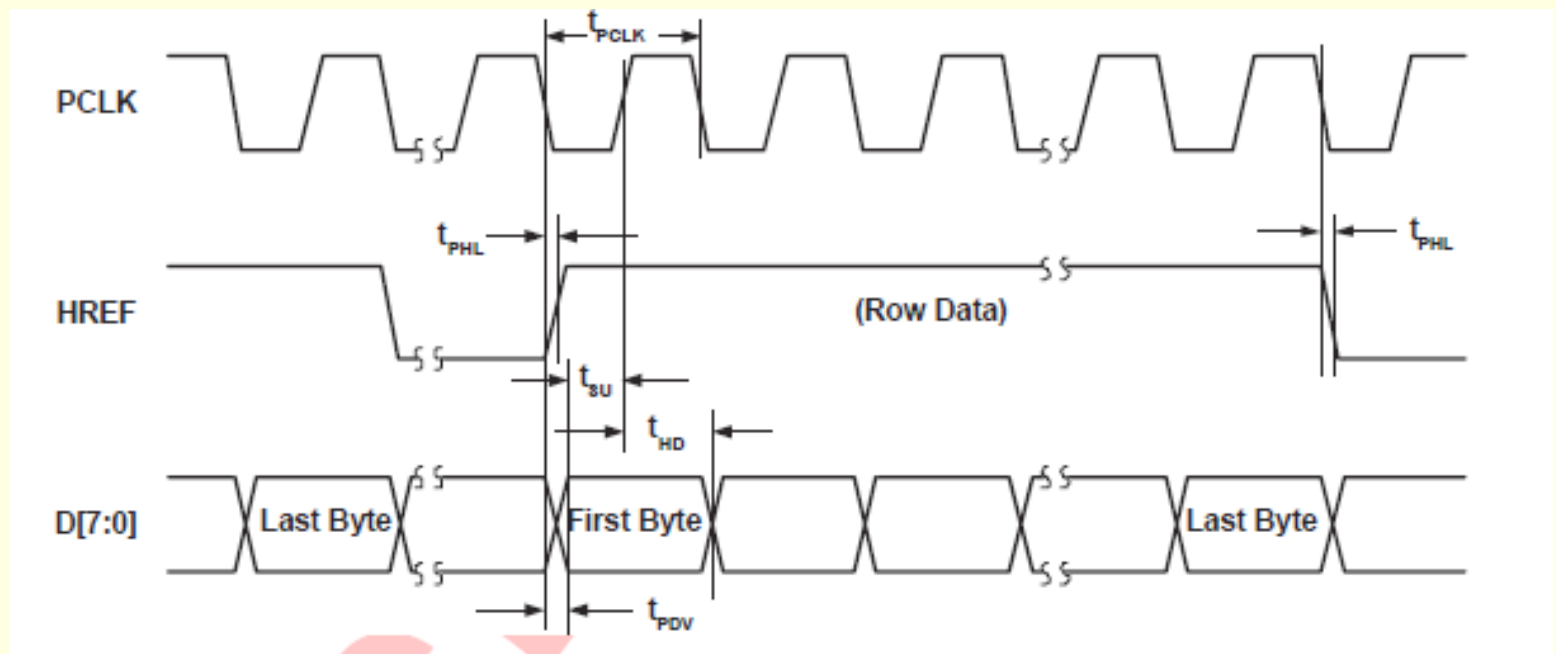 tPCLK
PCLK
tPHL
tPHL
HREF
(Row Data)
tSU
tHD
D[7:0]
Last Byte
First Byte
Last Byte
tPDV